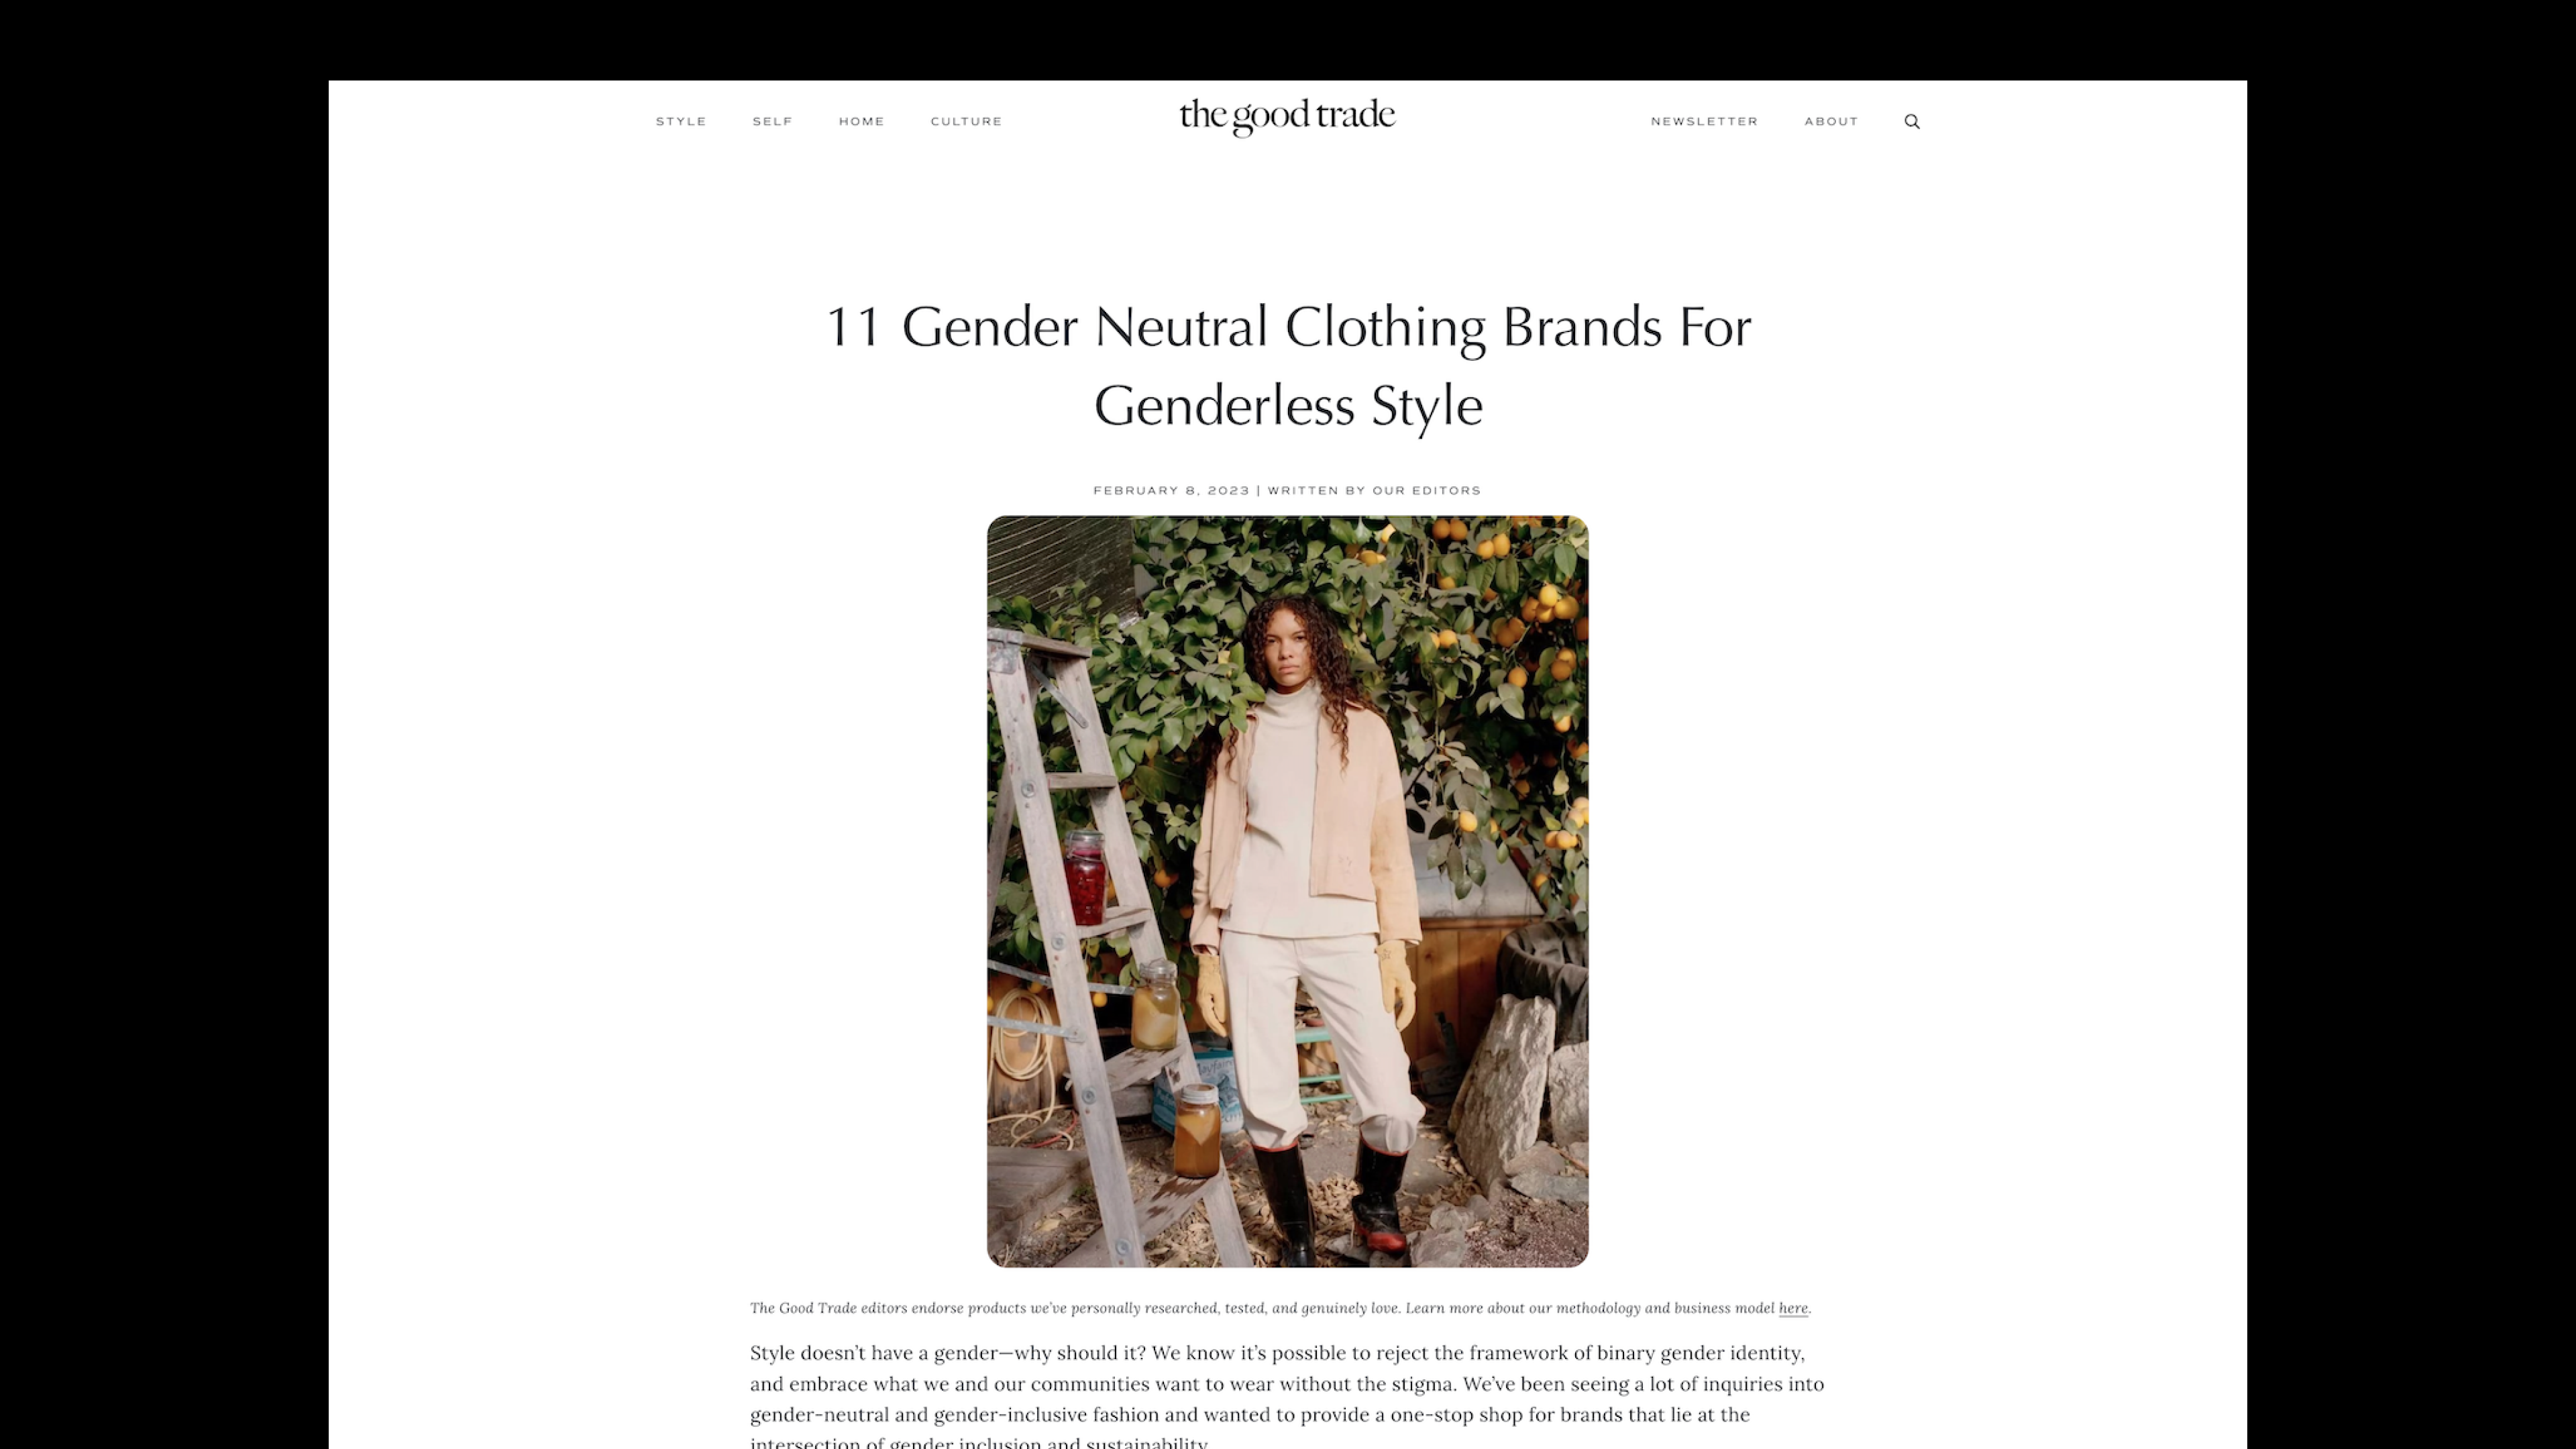 STYLE SELF HOME CULTURE the good trade NEWSLETTER ABOUT
11 Gender Neutral Clothing Brands For
Genderless Style
FEBRUARY 8, 2023 | WRITTEN BY OUR EDITORS
Mayfair
The Good Trade editors endorse products we've personally researched, tested, and genuinely love. Learn more about our methodology and business model here.
Style doesn't have a gender—why should it? We know it's possible to reject the framework of binary gender identity,
and embrace what we and our communities want to wear without the stigma. We've been seeing a lot of inquiries into
gender-neutral and gender-inclusive fashion and wanted to provide a one-stop shop for brands that lie at the
intersection of gender inclusion and sustainability.